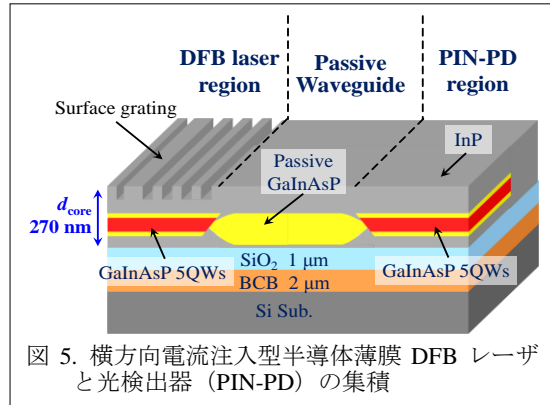 DFB laser region
Passive Waveguide
PIN-PD region
Surface grating
InP
Passive GaInAsP
d core
270 nm
GaInAsP 5QWs
SiO2 1 μm
GaInAsP 5QWs
BCB 2 μm
Si Sub.
図 5. 横方向電流注入型半導体薄膜 DFB レーザ
と光検出器（PIN-PD）の集積